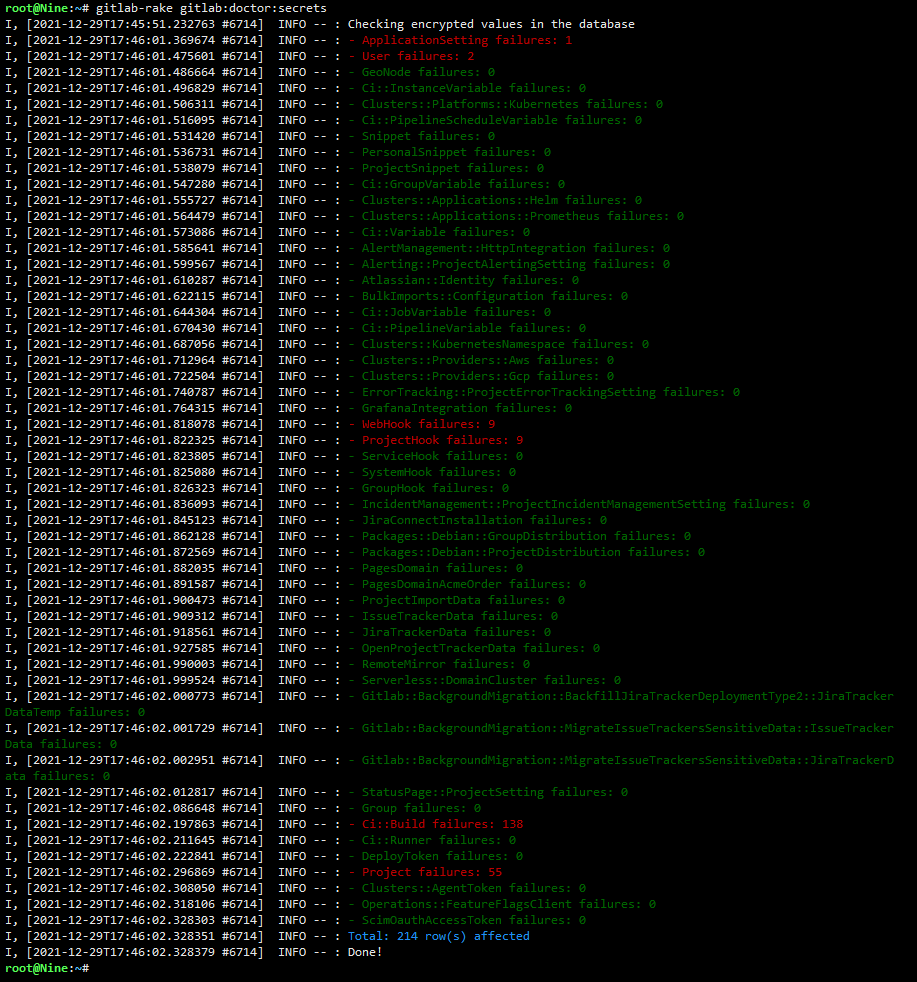 root@Nine:~# gitlab-rake gitlab:doctor:secrets
I, [2021-12-29T17:45:51.232763 #6714]  INFO -- : Checking encrypted values in the database
I, [2021-12-29T17:46:01.369674 #6714]  INFO -- : - ApplicationSetting failures: 1
I, [2021-12-29T17:46:01.475601 #6714]  INFO -- : - User failures: 2
I, [2021-12-29T17:46:01.486664 #6714]  INFO -- : - GeoNode failures: 0
I, [2021-12-29T17:46:01.496829 #6714]  INFO -- : - Ci::InstanceVariable failures: 0
I, [2021-12-29T17:46:01.506311 #6714]  INFO -- : - Clusters::Platforms::Kubernetes failures: 0
I, [2021-12-29T17:46:01.516095 #6714]  INFO -- : - Ci::PipelineScheduleVariable failures: 0
I, [2021-12-29T17:46:01.531420 #6714]  INFO -- : - Snippet failures: 0
I, [2021-12-29T17:46:01.536731 #6714]  INFO -- : - PersonalSnippet failures: 0
I, [2021-12-29T17:46:01.538079 #6714]  INFO -- : - ProjectSnippet failures: 0
I, [2021-12-29T17:46:01.547280 #6714]  INFO -- : - Ci::GroupVariable failures: 0
I, [2021-12-29T17:46:01.555727 #6714]  INFO -- : - Clusters::Applications::Helm failures: 0
I, [2021-12-29T17:46:01.564479 #6714]  INFO -- : - Clusters::Applications::Prometheus failures: 0
I, [2021-12-29T17:46:01.573086 #6714]  INFO -- : - Ci::Variable failures: 0
I, [2021-12-29T17:46:01.585641 #6714]  INFO -- : - AlertManagement::HttpIntegration failures: 0
I, [2021-12-29T17:46:01.599567 #6714]  INFO -- : - Alerting::ProjectAlertingSetting failures: 0
I, [2021-12-29T17:46:01.610287 #6714]  INFO -- : - Atlassian::Identity failures: 0
I, [2021-12-29T17:46:01.622115 #6714]  INFO -- : - BulkImports::Configuration failures: 0
I, [2021-12-29T17:46:01.644304 #6714]  INFO -- : - Ci::JobVariable failures: 0
I, [2021-12-29T17:46:01.670430 #6714]  INFO -- : - Ci::PipelineVariable failures: 0
I, [2021-12-29T17:46:01.687056 #6714]  INFO -- : - Clusters::KubernetesNamespace failures: 0
I, [2021-12-29T17:46:01.712964 #6714]  INFO -- : - Clusters::Providers::Aws failures: 0
I, [2021-12-29T17:46:01.722504 #6714]  INFO -- : - Clusters::Providers::Gcp failures: 0
I, [2021-12-29T17:46:01.740787 #6714]  INFO -- : - ErrorTracking::ProjectErrorTrackingSetting failures: 0
I, [2021-12-29T17:46:01.764315 #6714]  INFO -- : - GrafanaIntegration failures: 0
I, [2021-12-29T17:46:01.818078 #6714]  INFO -- : - WebHook failures: 9
I, [2021-12-29T17:46:01.822325 #6714]  INFO -- : - ProjectHook failures: 9
I, [2021-12-29T17:46:01.823805 #6714]  INFO -- : - ServiceHook failures: 0
I, [2021-12-29T17:46:01.825080 #6714]  INFO -- : - SystemHook failures: 0
I, [2021-12-29T17:46:01.826323 #6714]  INFO -- : - GroupHook failures: 0
I, [2021-12-29T17:46:01.836093 #6714]  INFO -- : - IncidentManagement::ProjectIncidentManagementSetting failures: 0
I, [2021-12-29T17:46:01.845123 #6714]  INFO -- : - JiraConnectInstallation failures: 0
I, [2021-12-29T17:46:01.862128 #6714]  INFO -- : - Packages::Debian::GroupDistribution failures: 0
I, [2021-12-29T17:46:01.872569 #6714]  INFO -- : - Packages::Debian::ProjectDistribution failures: 0
I, [2021-12-29T17:46:01.882035 #6714]  INFO -- : - PagesDomain failures: 0
I, [2021-12-29T17:46:01.891587 #6714]  INFO -- : - PagesDomainAcmeOrder failures: 0
I, [2021-12-29T17:46:01.900473 #6714]  INFO -- : - ProjectImportData failures: 0
I, [2021-12-29T17:46:01.909312 #6714]  INFO -- : - IssueTrackerData failures: 0
I, [2021-12-29T17:46:01.918561 #6714]  INFO -- : - JiraTrackerData failures: 0
I, [2021-12-29T17:46:01.927585 #6714]  INFO -- : - OpenProjectTrackerData failures: 0
I, [2021-12-29T17:46:01.990003 #6714]  INFO -- : - RemoteMirror failures: 0
I, [2021-12-29T17:46:01.999524 #6714]  INFO -- : - Serverless::DomainCluster failures: 0
I, [2021-12-29T17:46:02.000773 #6714]  INFO -- : - Gitlab::BackgroundMigration::BackfillJiraTrackerDeploymentType2::JiraTracker
DataTemp failures: 0
I, [2021-12-29T17:46:02.001729 #6714]  INFO -- : - Gitlab::BackgroundMigration::MigrateIssueTrackersSensitiveData::IssueTracker
Data failures: 0
I, [2021-12-29T17:46:02.002951 #6714]  INFO -- : - Gitlab::BackgroundMigration::MigrateIssueTrackersSensitiveData::JiraTrackerD
ata failures: 0
I, [2021-12-29T17:46:02.012817 #6714]  INFO -- : - StatusPage::ProjectSetting failures: 0
I, [2021-12-29T17:46:02.086648 #6714]  INFO -- : - Group failures: 0
I, [2021-12-29T17:46:02.197863 #6714]  INFO -- : - Ci::Build failures: 138
I, [2021-12-29T17:46:02.211645 #6714]  INFO -- : - Ci::Runner failures: 0
I, [2021-12-29T17:46:02.222841 #6714]  INFO -- : - DeployToken failures: 0
I, [2021-12-29T17:46:02.296869 #6714]  INFO -- : - Project failures: 55
I, [2021-12-29T17:46:02.308050 #6714]  INFO -- : - Clusters::AgentToken failures: 0
I, [2021-12-29T17:46:02.318106 #6714]  INFO -- : - Operations::FeatureFlagsClient failures: 0
I, [2021-12-29T17:46:02.328303 #6714]  INFO -- : - ScimOauthAccessToken failures: 0
I, [2021-12-29T17:46:02.328351 #6714]  INFO -- : Total: 214 row(s) affected
I, [2021-12-29T17:46:02.328379 #6714]  INFO -- : Done!
root@Nine:~#